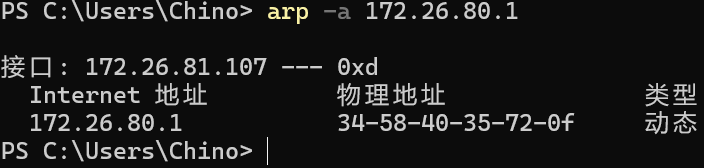 PS C:\Users\Chino> arp -a 172.26.80.1
接口: 172.26.81.107 --- 0xd
Internet 地址 物理地址 类型
172.26.80.1 34-58-40-35-72-0f 动态
PS C:\Users\Chino>